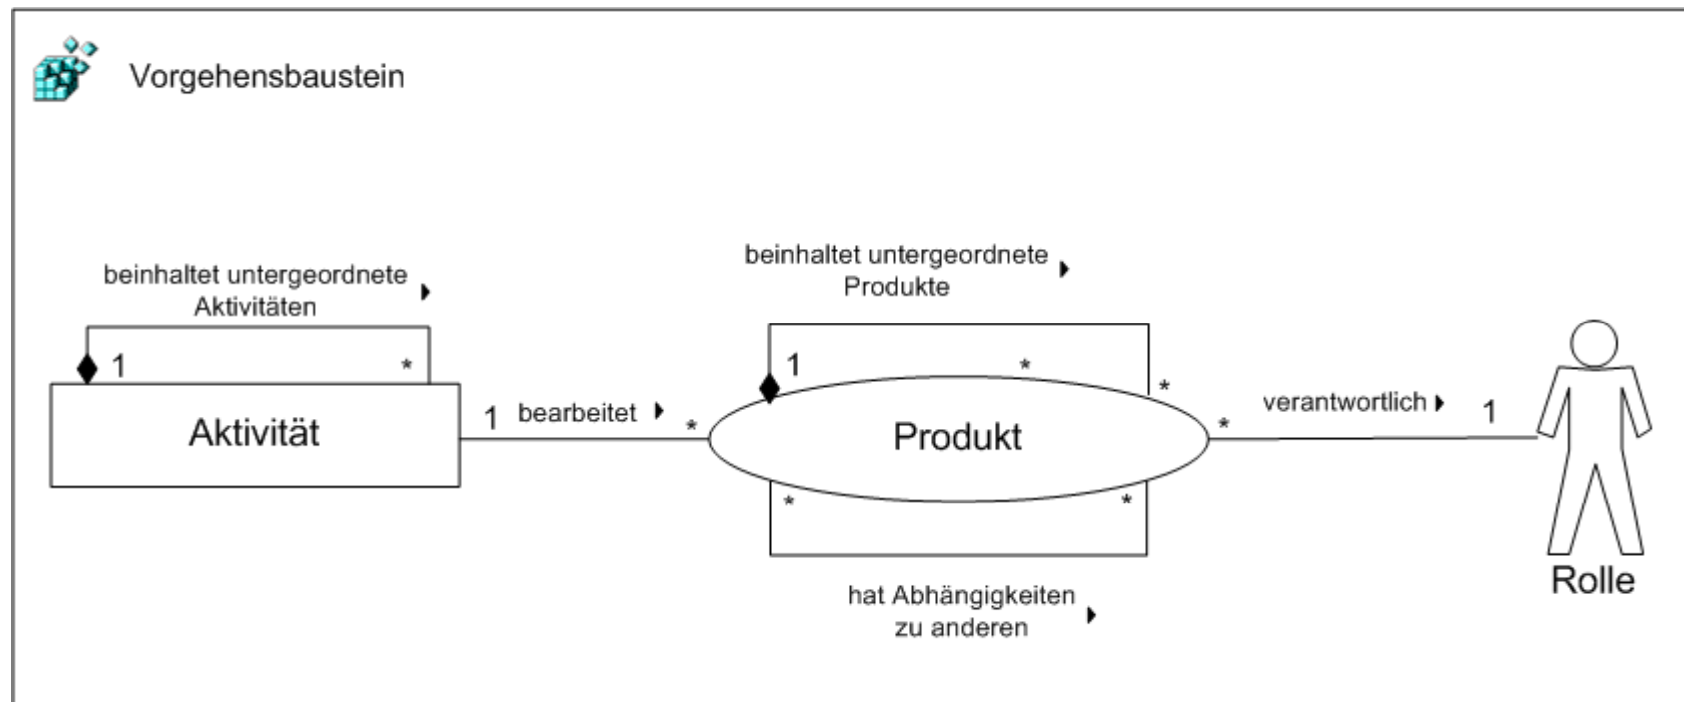 Vorgehensbaustein
beinhaltet untergeordnete
Aktivitäten
1
*
Aktivität
1
bearbeitet
*
beinhaltet untergeordnete
Produkte
1
*
*
Produkt
*
*
hat Abhängigkeiten
zu anderen
*
verantwortlich
1
Rolle